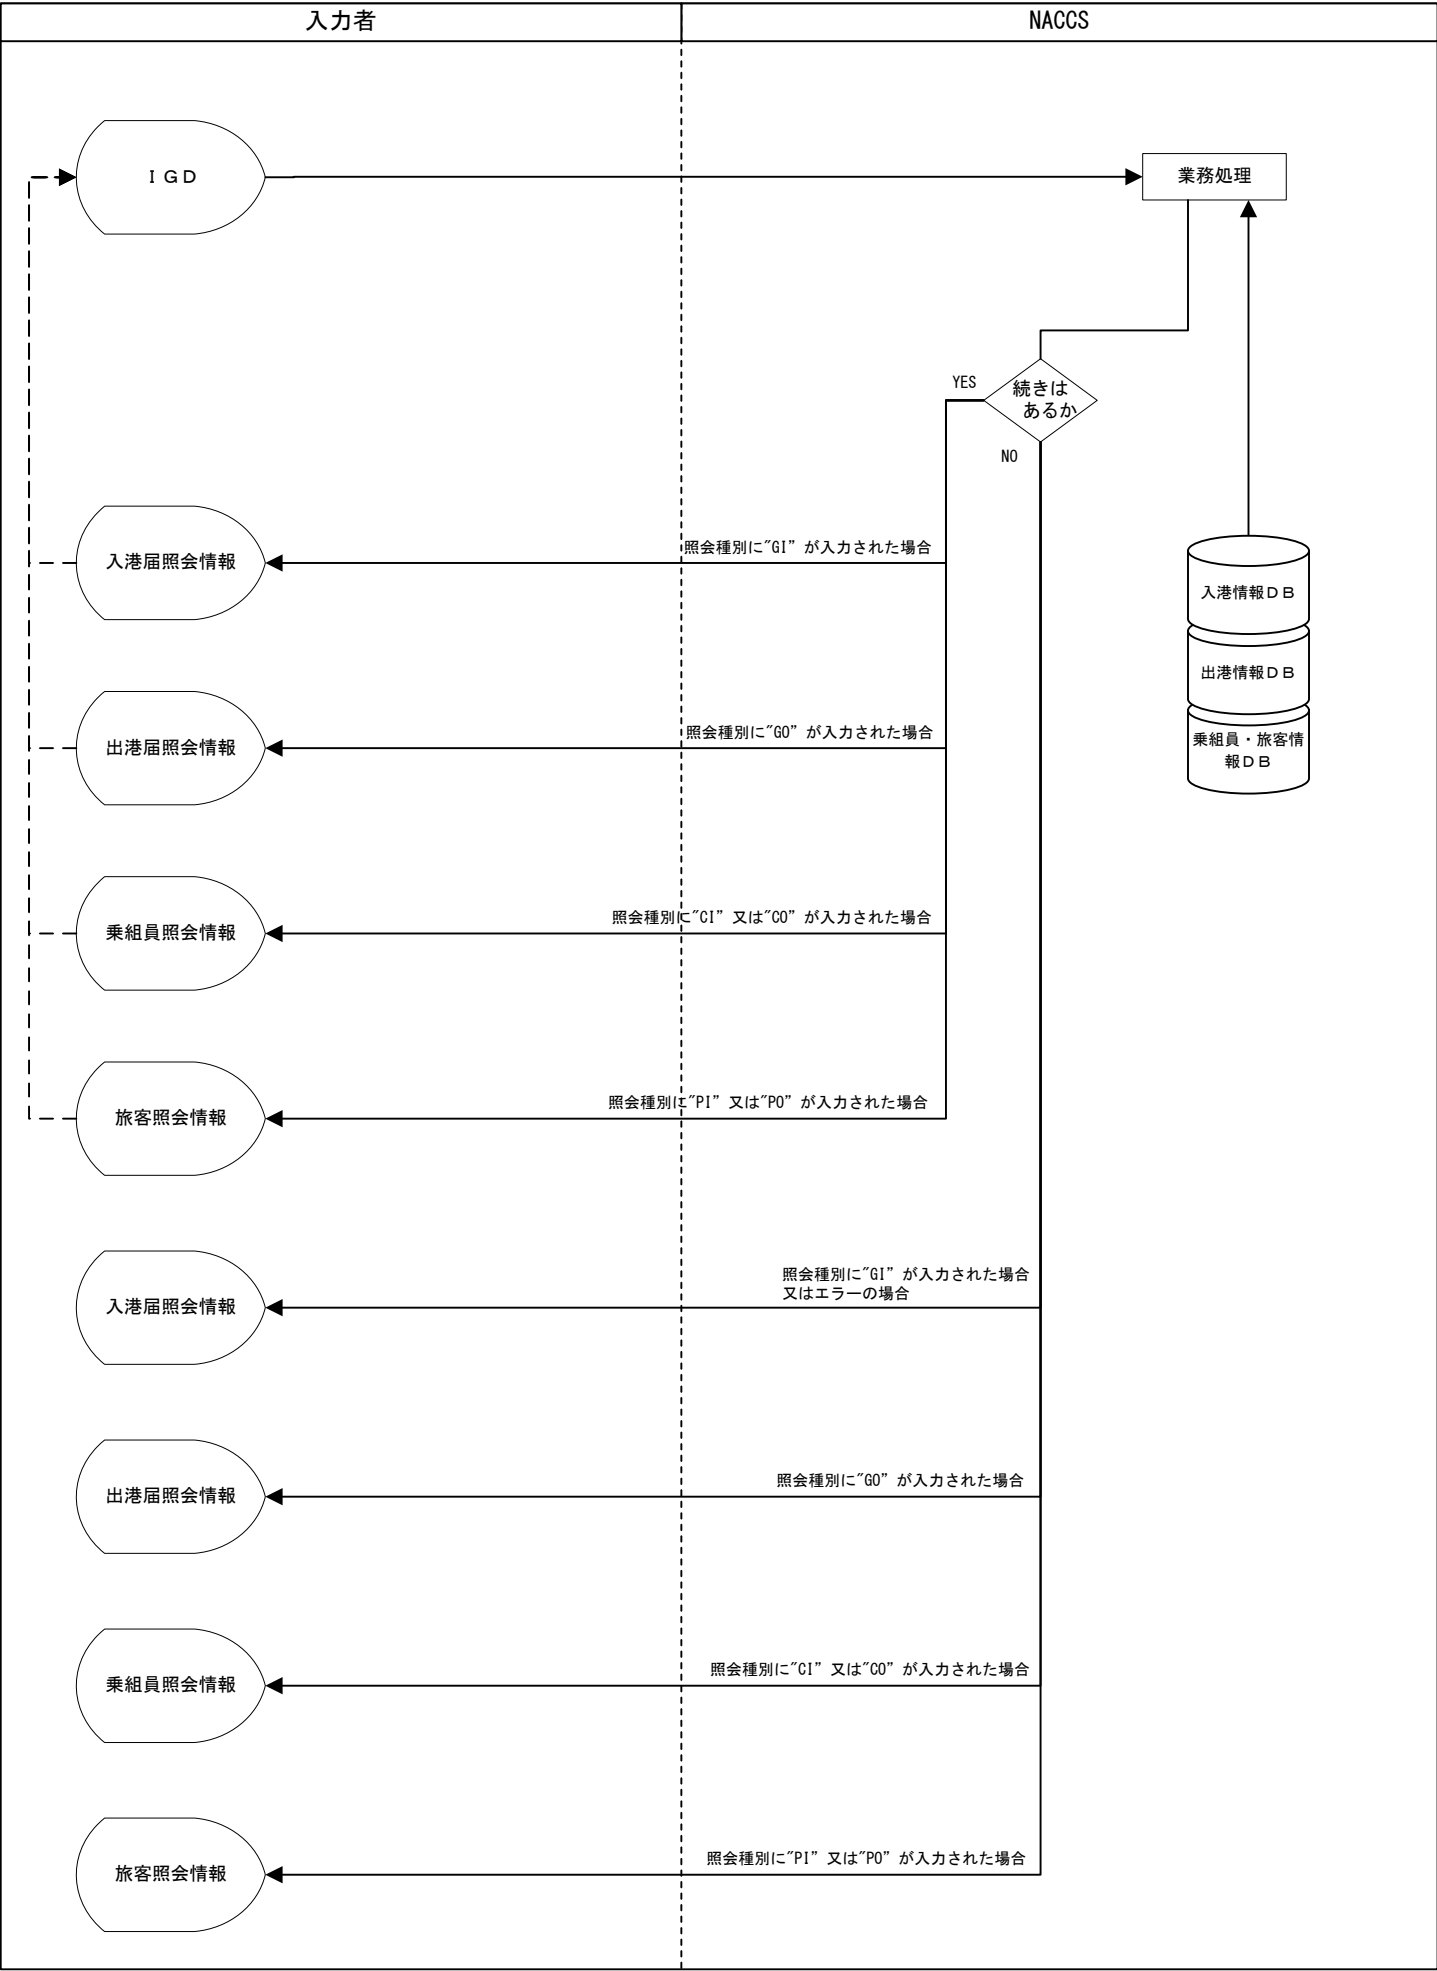 入力者
NACCS
ＩＧＤ
業務処理
YES
続きは
あるか
NO
照会種別に"GI”が入力された場合
入港届照会情報
入港情報ＤＢ
出港情報ＤＢ
乗組員・旅客情
報ＤＢ
照会種別に"GO”が入力された場合
出港届照会情報
照会種別に"CI”又は"CO”が入力された場合
乗組員照会情報
照会種別に"PI”又は"PO”が入力された場合
旅客照会情報
照会種別に"GI”が入力された場合
又はエラーの場合
入港届照会情報
照会種別に"GO”が入力された場合
出港届照会情報
照会種別に"CI”又は"CO”が入力された場合
乗組員照会情報
照会種別に"PI”又は"PO”が入力された場合
旅客照会情報